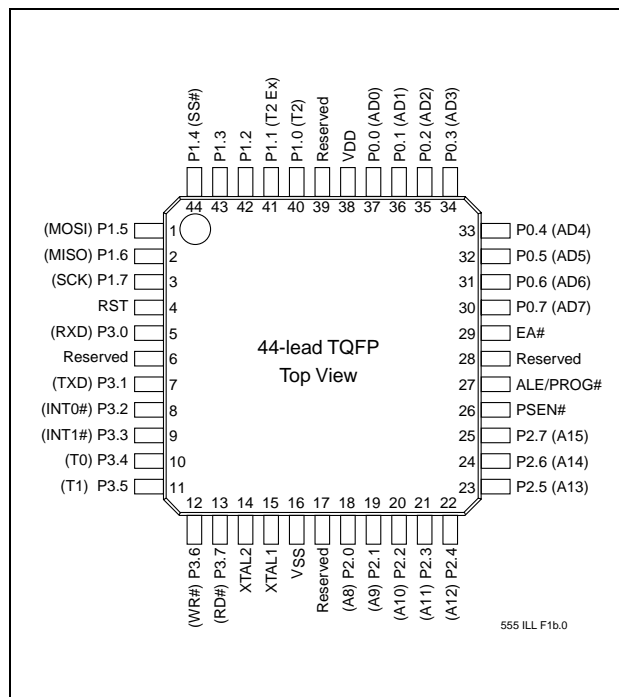 P1.4 (SS#)
P1.3
P1.2
P1.1 (T2 Ex)
P1.0 (T2)
Reserved
VDD
P0.0 (AD0)
P0.1 (AD1)
P0.2 (AD2)
P0.3 (AD3)
44 43 42 41 40 39 38 37 36 35 34
(MOSI) P1.5 1
(MISO) P1.6 2
(SCK) P1.7 3
RST 4
(RXD) P3.0 5
Reserved 6
(TXD) P3.1 7
(INT0#) P3.2 8
(INT1#) P3.3 9
(T0) P3.4 10
(T1) P3.5 11
44-lead TQFP
Top View
33 P0.4 (AD4)
32 P0.5 (AD5)
31 P0.6 (AD6)
30 P0.7 (AD7)
29 EA#
28 Reserved
27 ALE/PROG#
26 PSEN#
25 P2.7 (A15)
24 P2.6 (A14)
23 P2.5 (A13)
12 13 14 15 16 17 18 19 20 21 22
(WR#) P3.6
(RD#) P3.7
XTAL2
XTAL1
VSS
Reserved
(A8) P2.0
(A9) P2.1
(A10) P2.2
(A11) P2.3
(A12) P2.4
555 ILL F1b.0